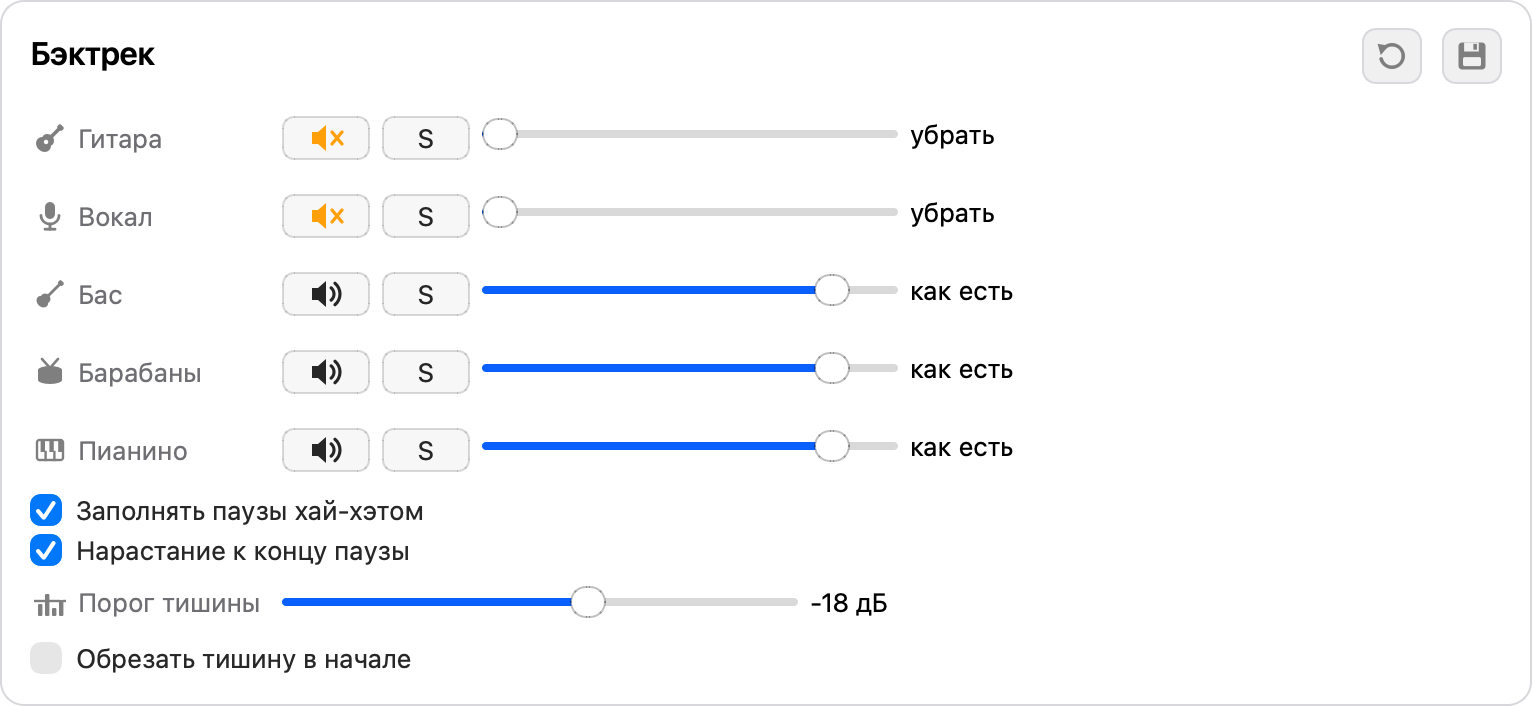 Бэктрек
Гитара S убрать
Вокал S убрать
Бас S как есть
Барабаны S как есть
Пианино S как есть
Заполнять паузы хай-хэтом
Нарастание к концу паузы
Порог тишины -18 дБ
Обрезать тишину в начале